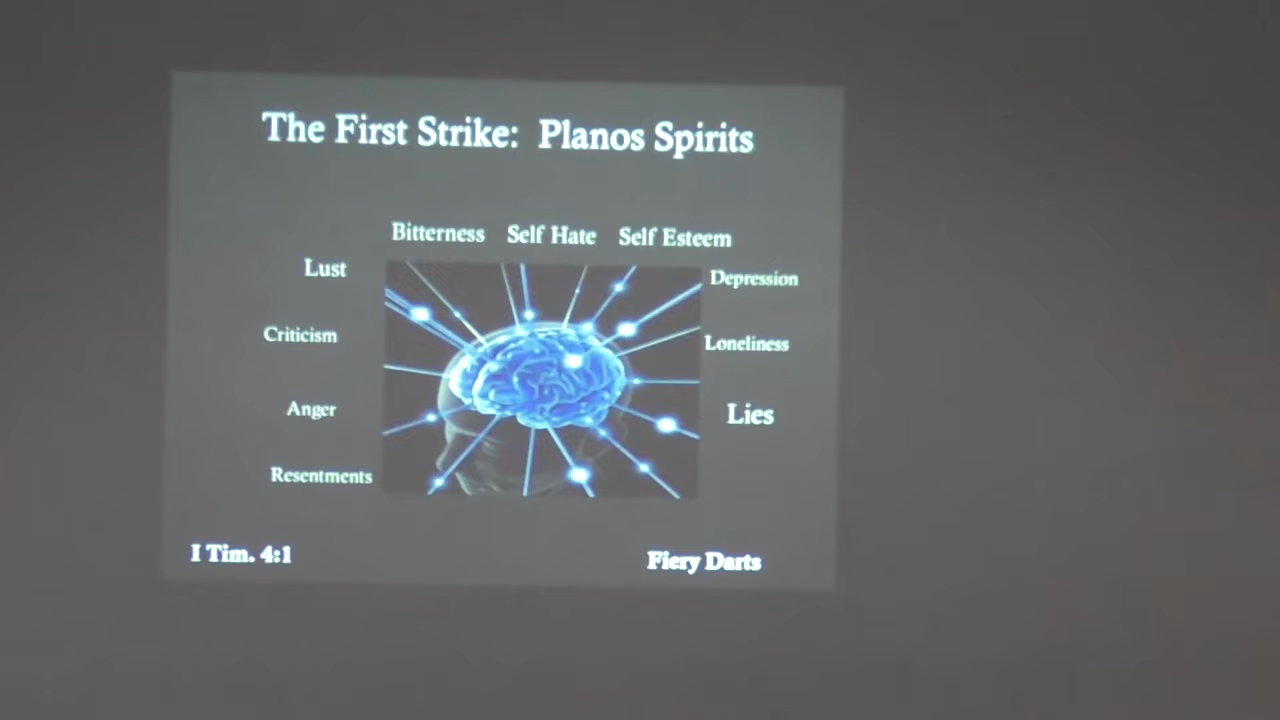 The First Strike: Planos Spirits
Bitterness Self Hate Self Esteem
Lust
Depression
Criticism
Loneliness
Anger
Lies
Resentments
I Tim. 4:1
Fiery Darts